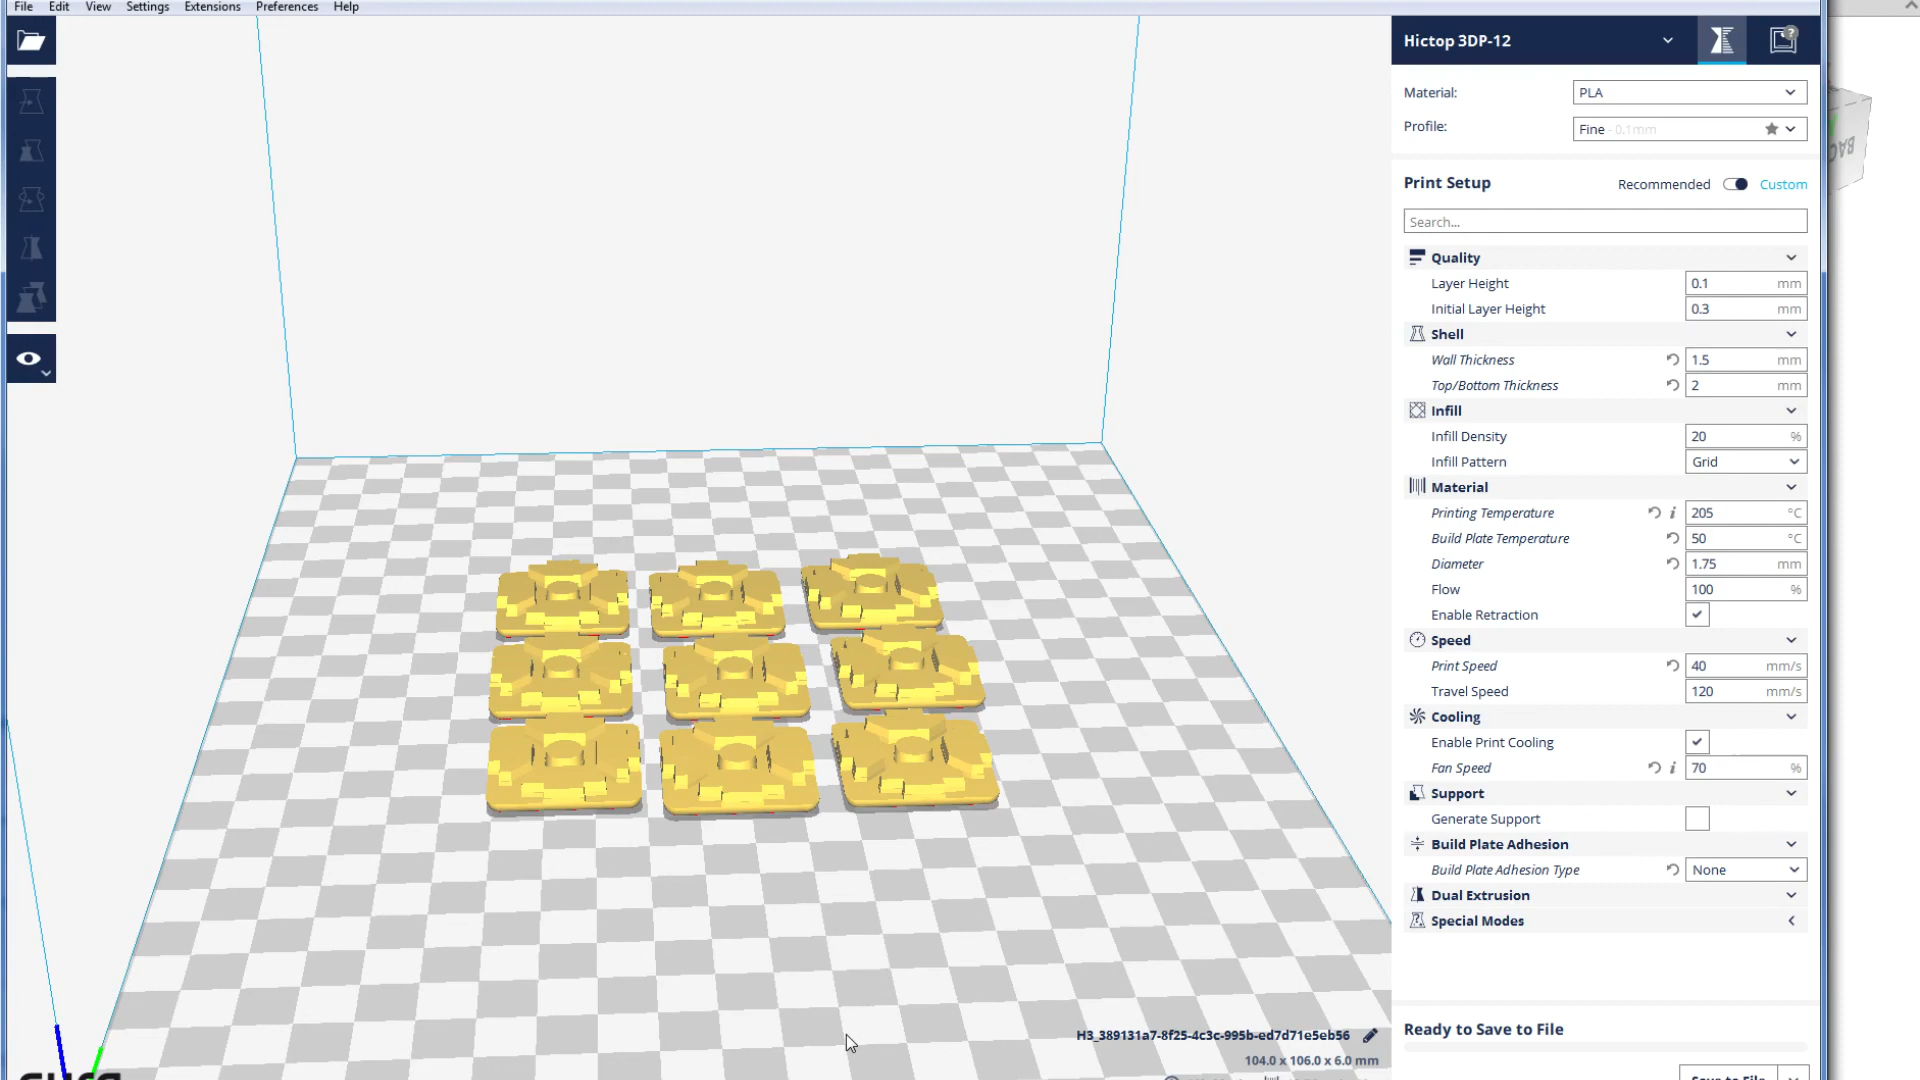 File Edit View Settings Extensions Preferences Help
Hictop 3DP-12
Material: PLA
Profile: Fine - 0.1mm
Print Setup Recommended Custom
Search...
Quality
Layer Height 0.1 mm
Initial Layer Height 0.3 mm
Shell
Wall Thickness 1.5 mm
Top/Bottom Thickness 2 mm
Infill
Infill Density 20 %
Infill Pattern Grid
Material
Printing Temperature i 205 °C
Build Plate Temperature 50 °C
Diameter 1.75 mm
Flow 100 %
Enable Retraction
Speed
Print Speed 40 mm/s
Travel Speed 120 mm/s
Cooling
Enable Print Cooling
Fan Speed i 70 %
Support
Generate Support
Build Plate Adhesion
Build Plate Adhesion Type None
Dual Extrusion
Special Modes
H3_389131a7-8f25-4c3c-995b-ed7d71e5eb56
104.0 x 106.0 x 6.0 mm
Ready to Save to File
Save to File